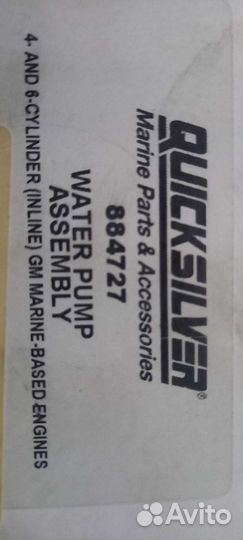 QUICKSILVER®
Marine Parts & Accessories
884727
WATER PUMP
ASSEMBLY
4- AND 6-CYLINDER (INLINE) GM MARINE-BASED ENGINES
Avito